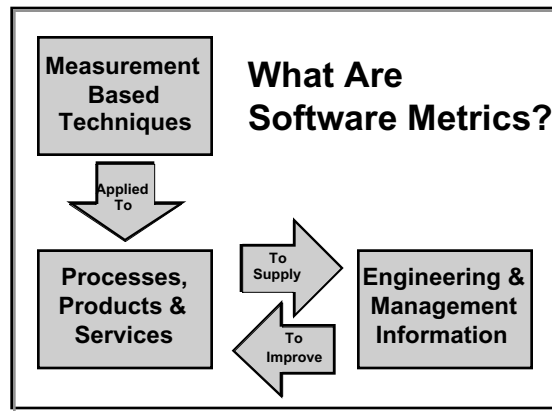 Measurement
Based
Techniques
What Are
Software Metrics?
Applied
To
Processes,
Products &
Services
To
Supply
To
Improve
Engineering &
Management
Information